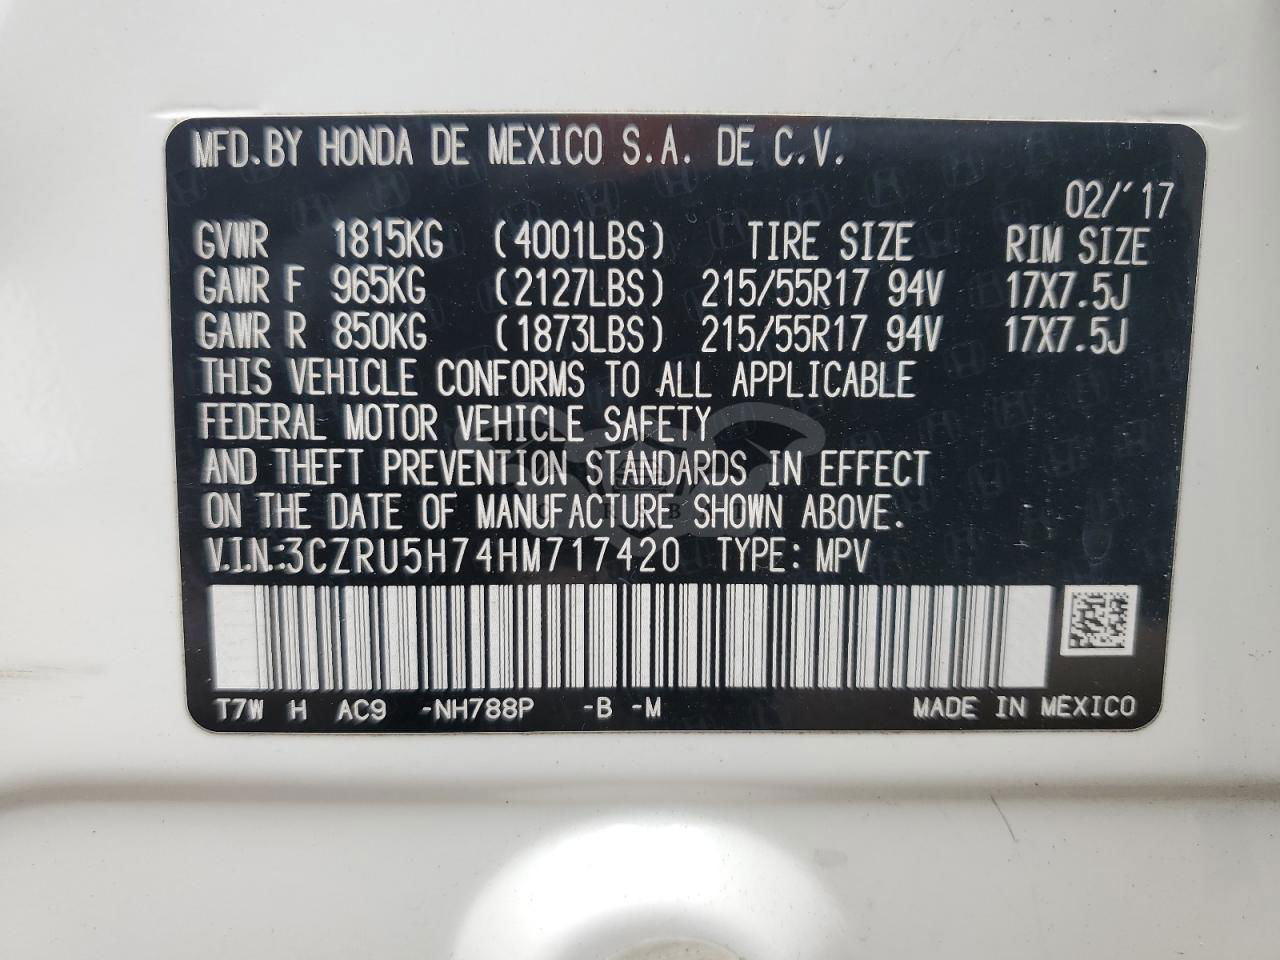 MFD.BY HONDA DE MEXICO S.A. DE C.V.
02/'17
GVWR 1815KG (4001LBS) TIRE SIZE RIM SIZE
GAWR F 965KG (2127LBS) 215/55R17 94V 17X7.5J
GAWR R 850KG (1873LBS) 215/55R17 94V 17X7.5J
THIS VEHICLE CONFORMS TO ALL APPLICABLE
FEDERAL MOTOR VEHICLE SAFETY
AND THEFT PREVENTION STANDARDS IN EFFECT
ON THE DATE OF MANUFACTURE SHOWN ABOVE.
V.I.N.:3CZRU5H74HM717420 TYPE: MPV
T7W H AC9 -NH788P -B -M MADE IN MEXICO